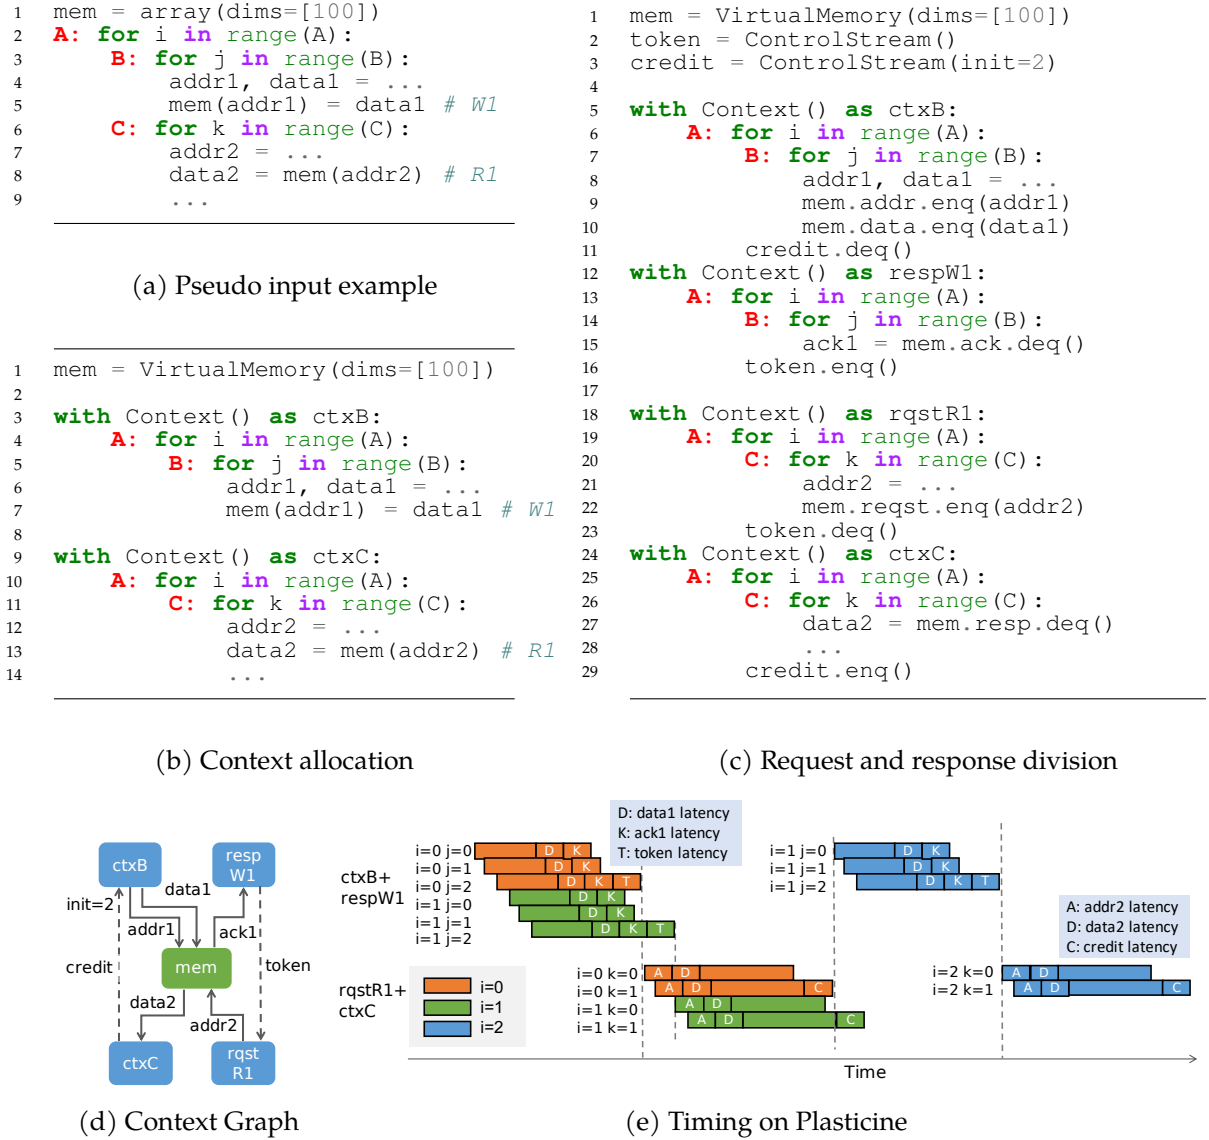 1 mem = array(dims=[100])
2 A: for i in range(A):
3 B: for j in range(B):
4 addr1, data1 = ...
5 mem(addr1) = data1 # W1
6 C: for k in range(C):
7 addr2 = ...
8 data2 = mem(addr2) # R1
9 ...
(a) Pseudo input example
1 mem = VirtualMemory(dims=[100])
2
3 with Context() as ctxB:
4 A: for i in range(A):
5 B: for j in range(B):
6 addr1, data1 = ...
7 mem(addr1) = data1 # W1
8
9 with Context() as ctxC:
10 A: for i in range(A):
11 C: for k in range(C):
12 addr2 = ...
13 data2 = mem(addr2) # R1
14 ...
(b) Context allocation
1 mem = VirtualMemory(dims=[100])
2 token = ControlStream()
3 credit = ControlStream(init=2)
4
5 with Context() as ctxB:
6 A: for i in range(A):
7 B: for j in range(B):
8 addr1, data1 = ...
9 mem.addr.enq(addr1)
10 mem.data.enq(data1)
11 credit.deq()
12 with Context() as respW1:
13 A: for i in range(A):
14 B: for j in range(B):
15 ack1 = mem.ack.deq()
16 token.enq()
17
18 with Context() as rqstR1:
19 A: for i in range(A):
20 C: for k in range(C):
21 addr2 = ...
22 mem.reqst.enq(addr2)
23 token.deq()
24 with Context() as ctxC:
25 A: for i in range(A):
26 C: for k in range(C):
27 data2 = mem.resp.deq()
28 ...
29 credit.enq()
(c) Request and response division
ctxB
resp
W1
data1
init=2
addr1
ack1
credit
mem
token
data2
addr2
ctxC
rqst
R1
(d) Context Graph
D: data1 latency
K: ack1 latency
T: token latency
ctxB+
respW1
i=0 j=0
i=0 j=1
i=0 j=2
i=1 j=0
i=1 j=1
i=1 j=2
D K
D K
D K T
D K
D K
D K T
i=1 j=0
i=1 j=1
i=1 j=2
D K
D K
D K T
A: addr2 latency
D: data2 latency
C: credit latency
rqstR1+
ctxC
i=0
i=1
i=2
i=0 k=0
i=0 k=1
i=1 k=0
i=1 k=1
A D
A D C
A D
A D C
i=2 k=0
i=2 k=1
A D
A D C
Time
(e) Timing on Plasticine